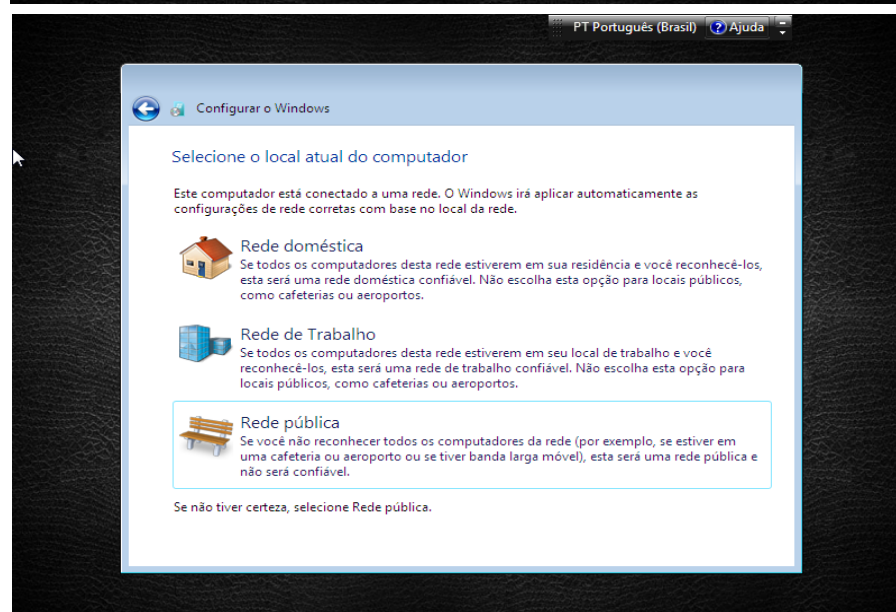 PT Português (Brasil) Ajuda
Configurar o Windows
Selecione o local atual do computador
Este computador está conectado a uma rede. O Windows irá aplicar automaticamente as
configurações de rede corretas com base no local da rede.
Rede doméstica
Se todos os computadores desta rede estiverem em sua residência e você reconhecê-los,
esta será uma rede doméstica confiável. Não escolha esta opção para locais públicos,
como cafeterias ou aeroportos.
Rede de Trabalho
Se todos os computadores desta rede estiverem em seu local de trabalho e você
reconhecê-los, esta será uma rede de trabalho confiável. Não escolha esta opção para
locais públicos, como cafeterias ou aeroportos.
Rede pública
Se você não reconhecer todos os computadores da rede (por exemplo, se estiver em
uma cafeteria ou aeroporto ou se tiver banda larga móvel), esta será uma rede pública e
não será confiável.
Se não tiver certeza, selecione Rede pública.